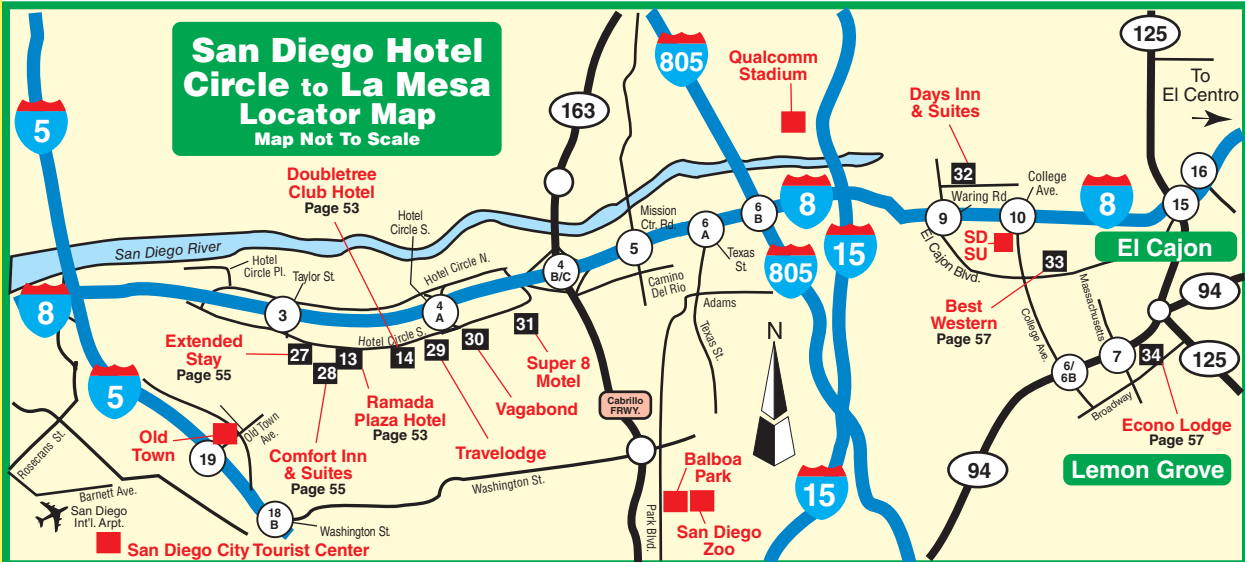 San Diego Hotel
Circle to La Mesa
Locator Map
Map Not To Scale
5
163
805
Qualcomm
Stadium
125
To
El Centro
Days Inn
& Suites
32
16
Doubletree
Club Hotel
Page 53
Hotel
Circle S.
Mission
Ctr. Rd.
6
B
8
Waring Rd.
College
Ave.
8
15
9
10
San Diego River
Hotel
Circle Pl.
Taylor St.
Hotel Circle N.
4
B/C
5
6
A
Texas
St.
15
805
SD
SU
El Cajon
El Cajon Blvd.
33
8
3
4
A
Camino
Del Rio
Adams
Texas St.
Best
Western
Page 57
College Ave.
Massachusetts
94
Hotel Circle S.
Extended
Stay
Page 55
27
28
13
14
29
30
31
Super 8
Motel
N
6/
6B
7
34
125
Broadway
5
Ramada
Plaza Hotel
Page 53
Vagabond
Travelodge
Cabrillo
FRWY.
Econo Lodge
Page 57
Old
Town
Old Town
Ave.
19
Comfort Inn
& Suites
Page 55
Rosecrans St.
Barnett Ave.
San Diego
Int'l. Arpt.
San Diego City Tourist Center
18
B
Washington St.
Washington St.
Park Blvd.
Balboa
Park
San Diego
Zoo
15
94
Lemon Grove